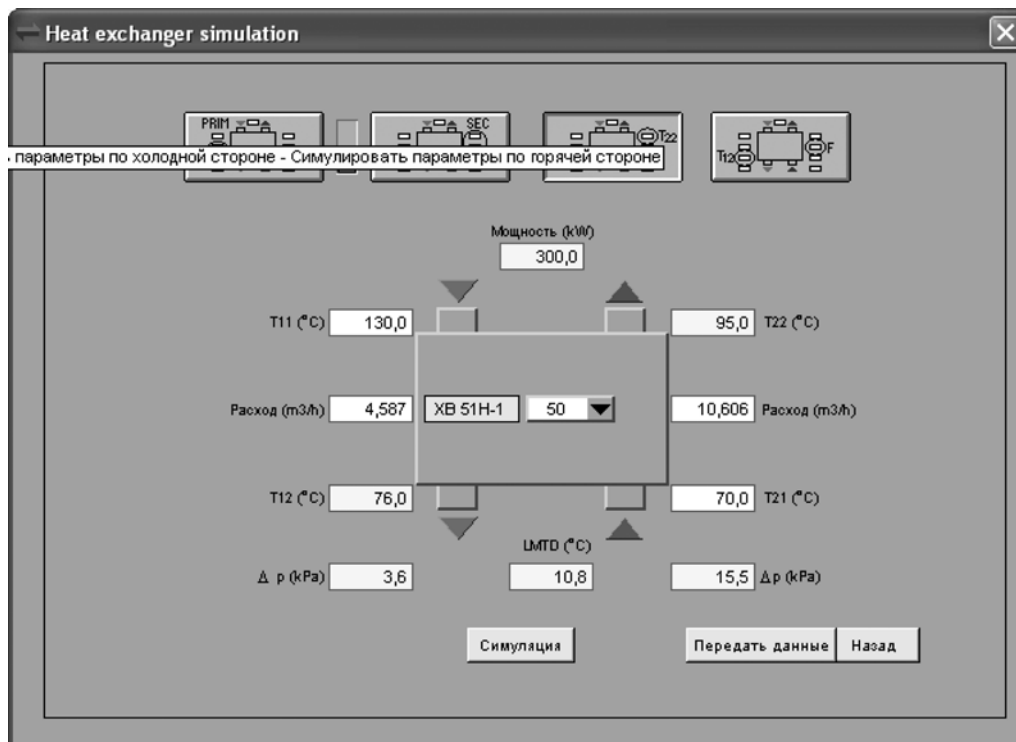 Heat exchanger simulation
PRIM
SEC
T22
T12
F
параметры по холодной стороне - Симулировать параметры по горячей стороне
Мощность (kW)
300,0
T11 (°C) 130,0
95,0 T22 (°C)
Расход (m3/h) 4,587
XB 51H-1 50
10,606 Расход (m3/h)
T12 (°C) 76,0
70,0 T21 (°C)
LMTD (°C)
Δ p (kPa) 3,6
10,8
15,5 Δp (kPa)
Симуляция
Передать данные
Назад